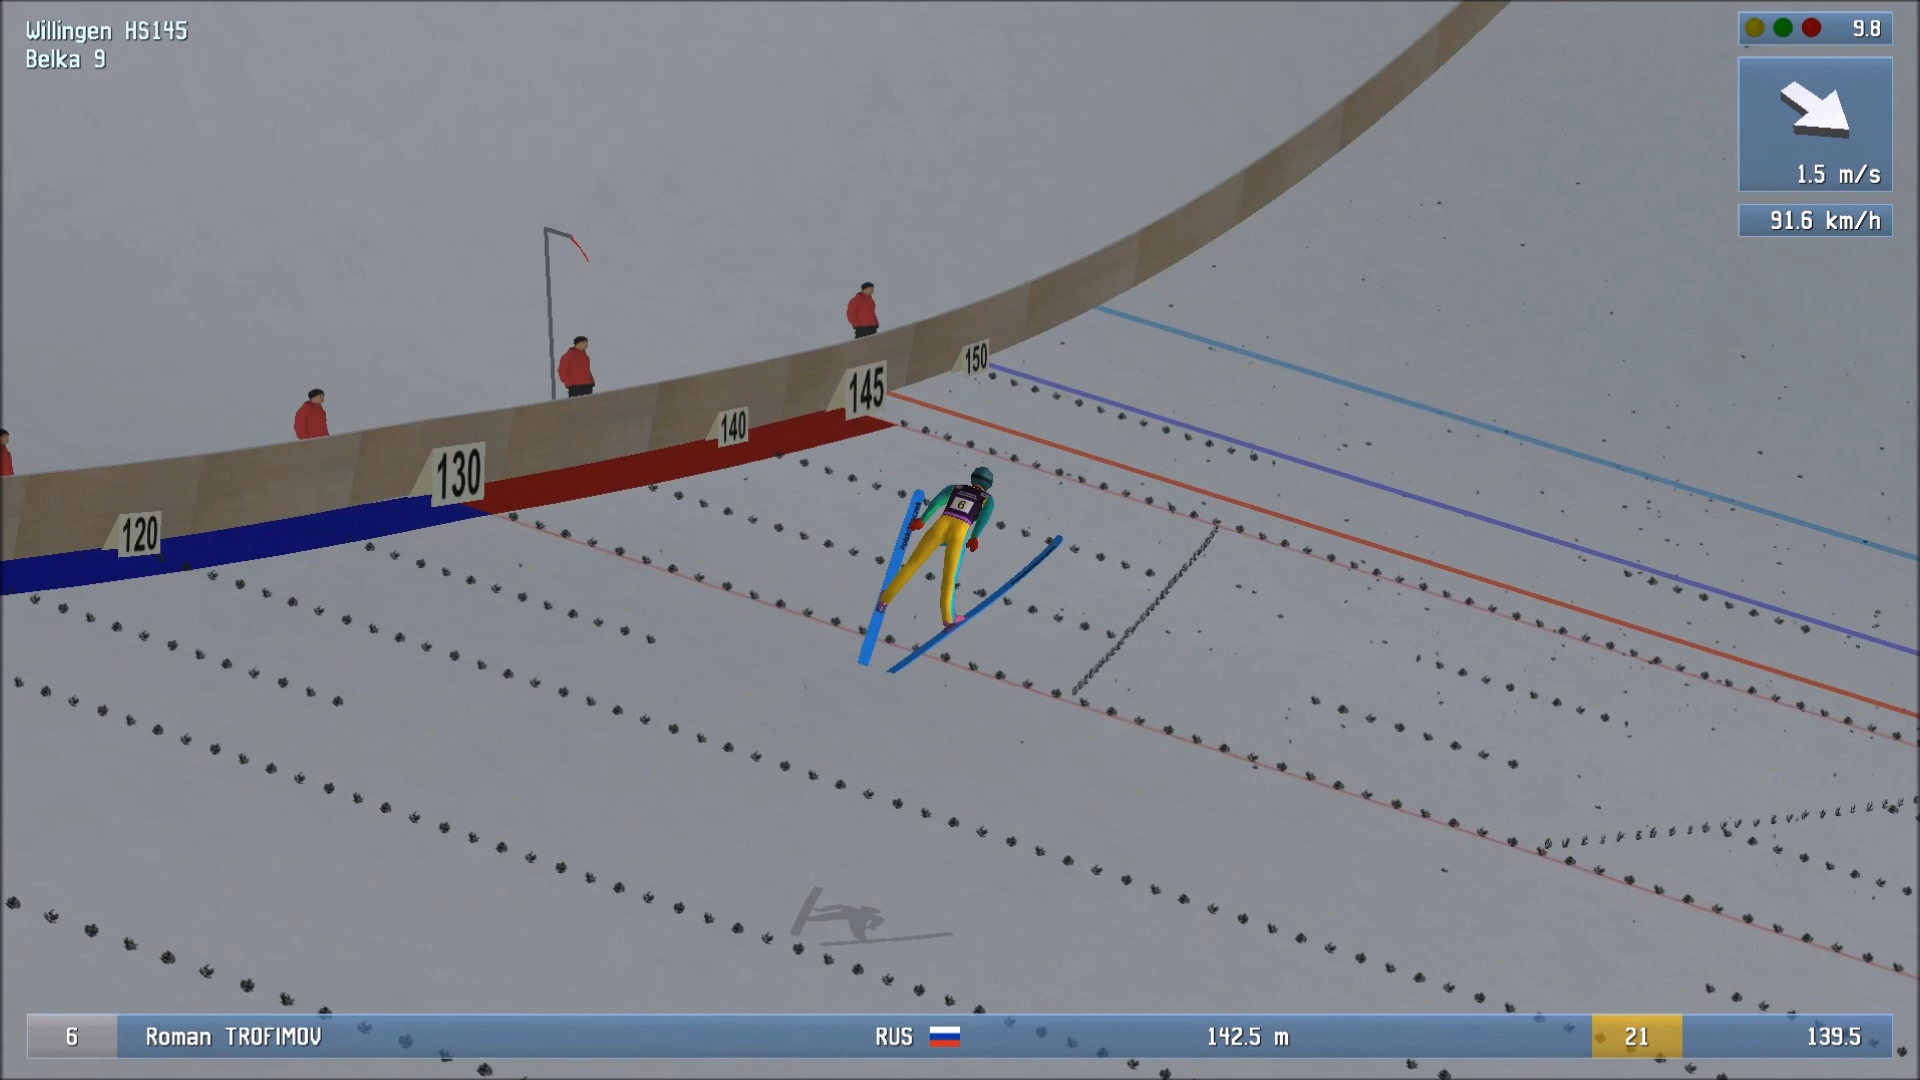 Willingen HS145
Belka 9
9.8
1.5 m/s
91.6 km/h
150
145
140
130
120
6
6 Roman TROFIMOV RUS 142.5 m 21 139.5